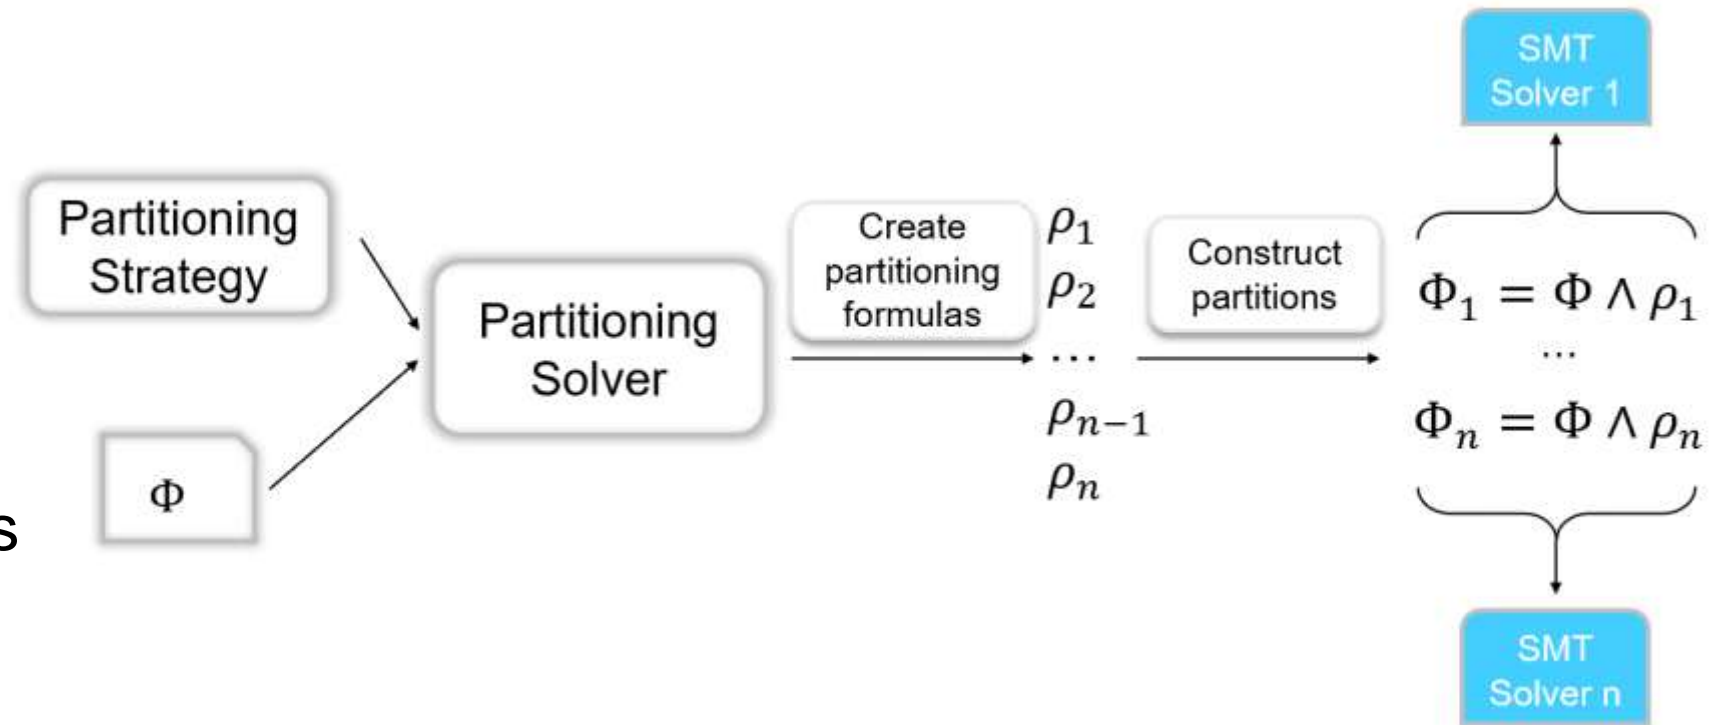 Partitioning
Strategy
Φ
s
Partitioning
Solver
Create
partitioning
formulas
ρ₁
ρ₂
...
ρₙ₋₁
ρₙ
Construct
partitions
SMT
Solver 1
Φ₁ = Φ ∧ ρ₁
...
Φₙ = Φ ∧ ρₙ
SMT
Solver n